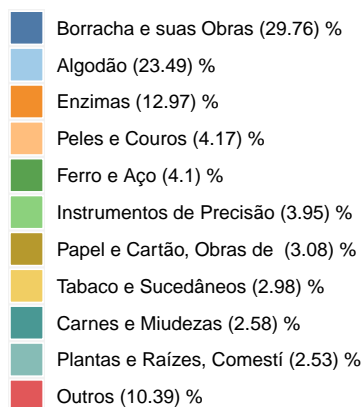 Borracha e suas Obras (29.76) %
Algodão (23.49) %
Enzimas (12.97) %
Peles e Couros (4.17) %
Ferro e Aço (4.1) %
Instrumentos de Precisão (3.95) %
Papel e Cartão, Obras de  (3.08) %
Tabaco e Sucedâneos (2.98) %
Carnes e Miudezas (2.58) %
Plantas e Raízes, Comestí (2.53) %
Outros (10.39) %